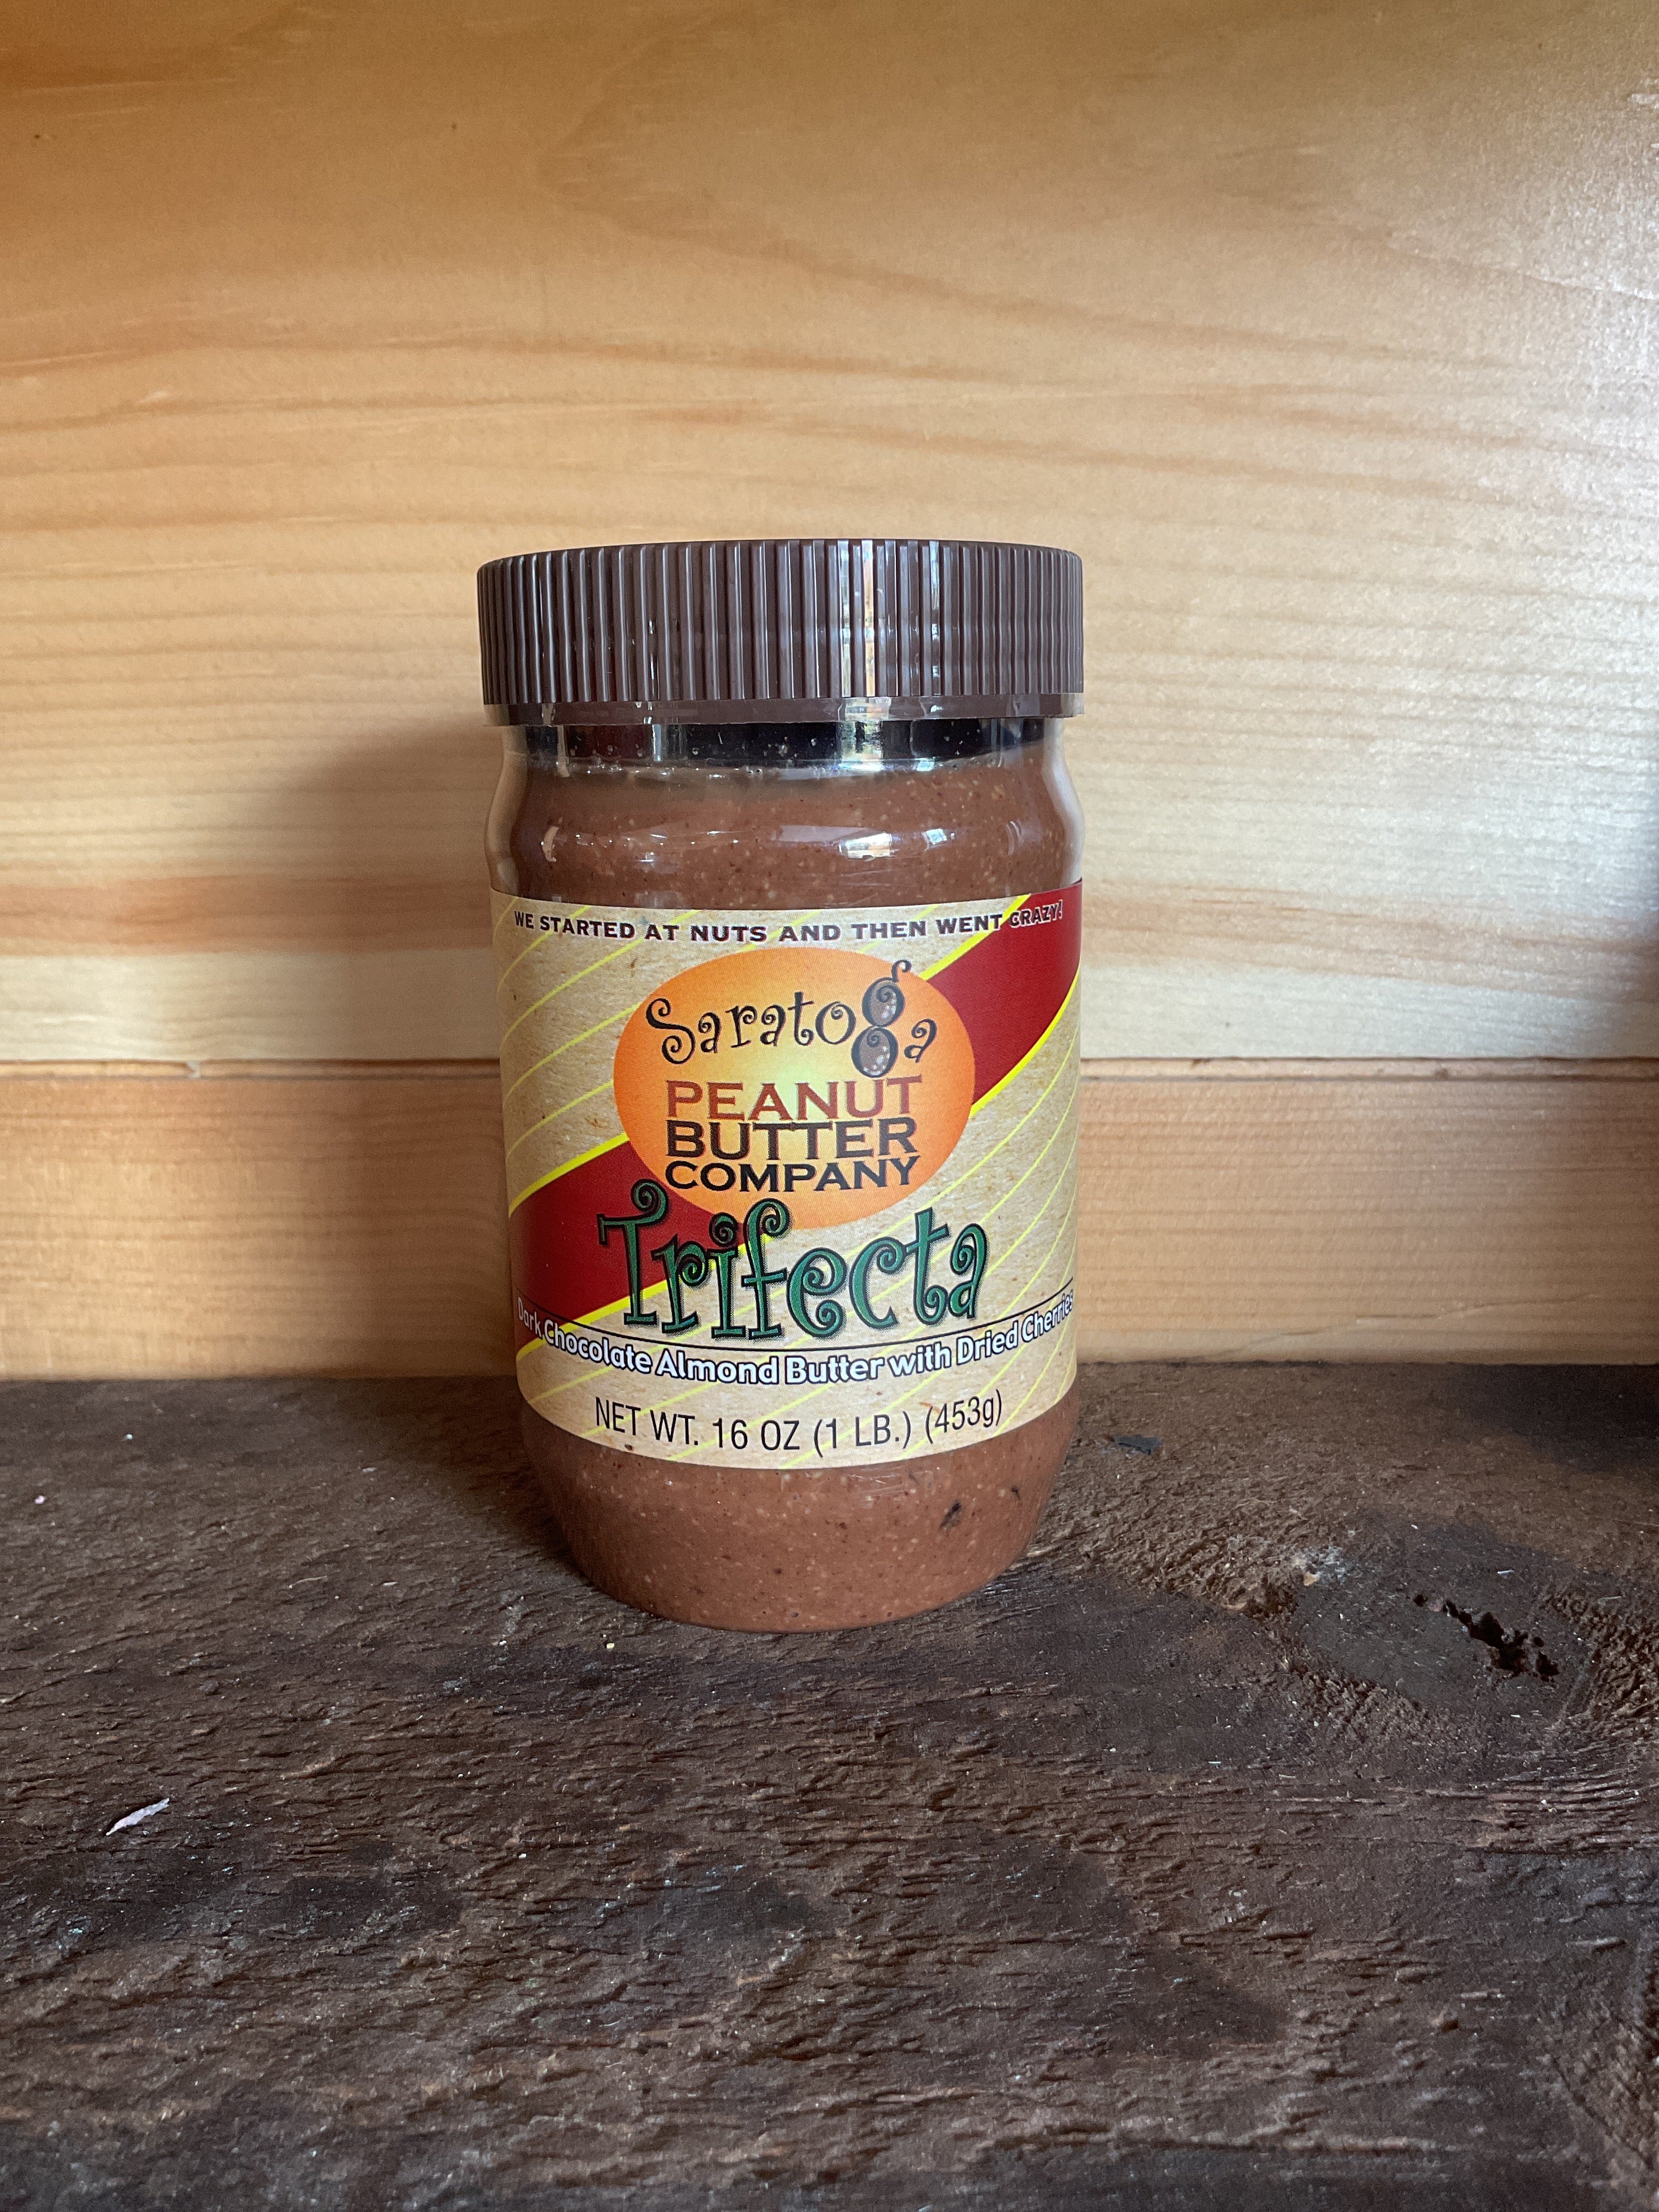 WE STARTED AT NUTS AND THEN WENT CRAZY!
Saratoga
PEANUT
BUTTER
COMPANY
Trifecta
Dark Chocolate Almond Butter with Dried Cherries
NET WT. 16 OZ (1 LB.) (453g)